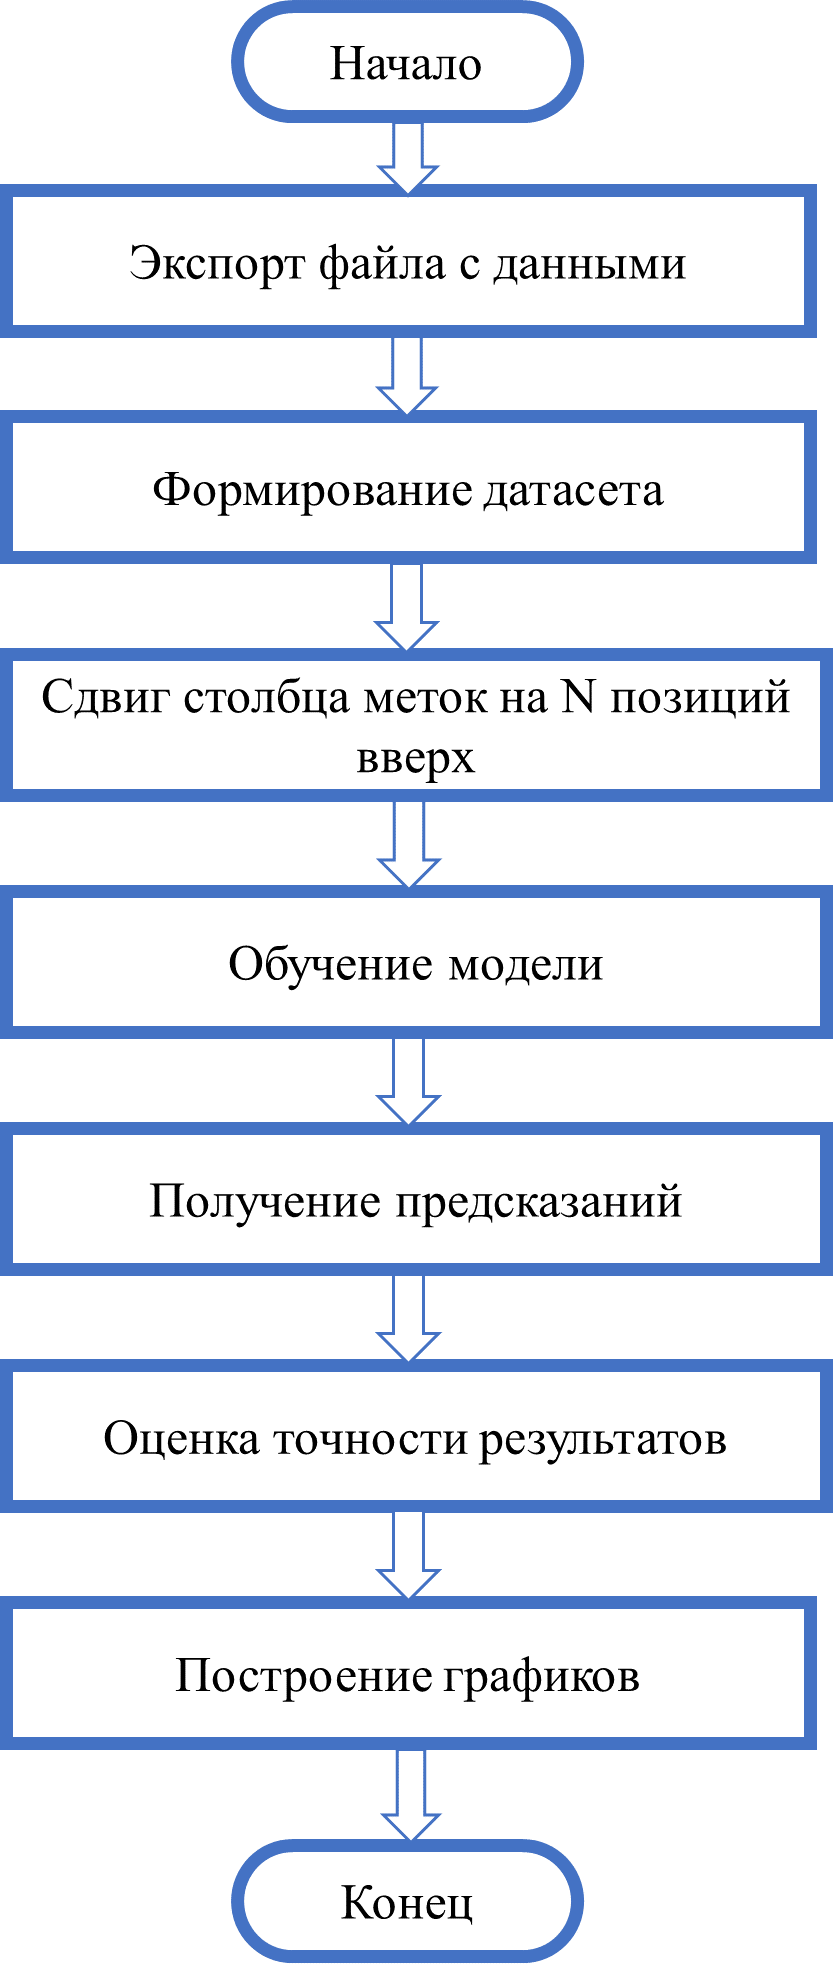 Начало
Экспорт файла с данными
Формирование датасета
Сдвиг столбца меток на N позиций
вверх
Обучение модели
Получение предсказаний
Оценка точности результатов
Построение графиков
Конец